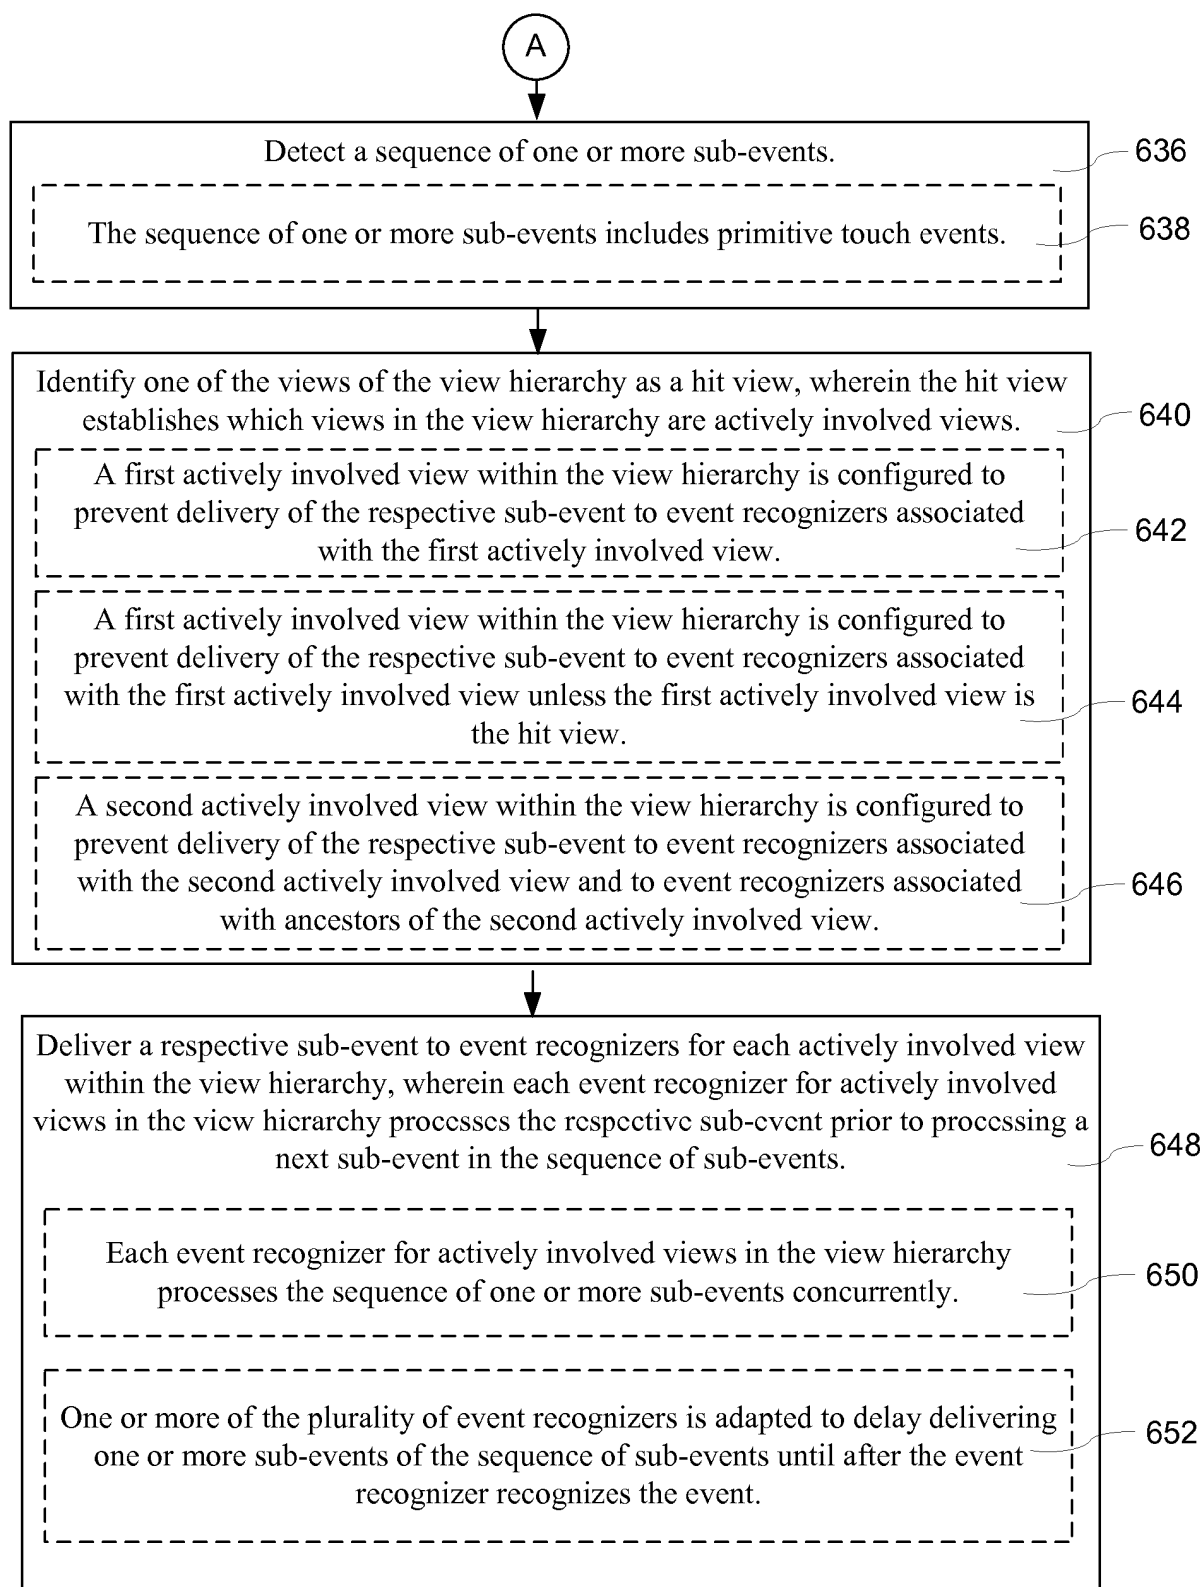 A
Detect a sequence of one or more sub-events.
636
The sequence of one or more sub-events includes primitive touch events.
638
Identify one of the views of the view hierarchy as a hit view, wherein the hit view
establishes which views in the view hierarchy are actively involved views.
640
A first actively involved view within the view hierarchy is configured to
prevent delivery of the respective sub-event to event recognizers associated
with the first actively involved view.
642
A first actively involved view within the view hierarchy is configured to
prevent delivery of the respective sub-event to event recognizers associated
with the first actively involved view unless the first actively involved view is
the hit view.
644
A second actively involved view within the view hierarchy is configured to
prevent delivery of the respective sub-event to event recognizers associated
with the second actively involved view and to event recognizers associated
with ancestors of the second actively involved view.
646
Deliver a respective sub-event to event recognizers for each actively involved view
within the view hierarchy, wherein each event recognizer for actively involved
views in the view hierarchy processes the respective sub-event prior to processing a
next sub-event in the sequence of sub-events.
648
Each event recognizer for actively involved views in the view hierarchy
processes the sequence of one or more sub-events concurrently.
650
One or more of the plurality of event recognizers is adapted to delay delivering
one or more sub-events of the sequence of sub-events until after the event
recognizer recognizes the event.
652